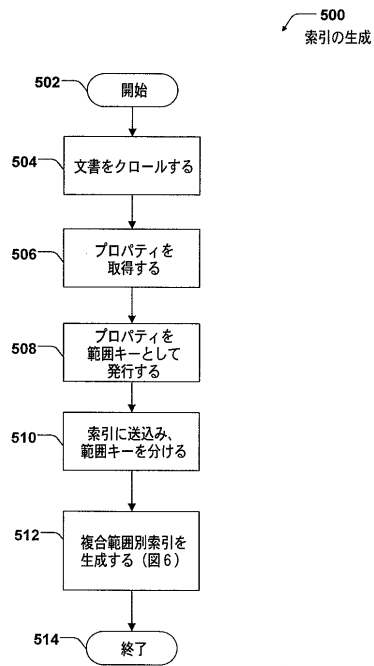 500
索引の生成
502
開始
504
文書をクロールする
506
プロパティを
取得する
508
プロパティを
範囲キーとして
発行する
510
索引に送込み、
範囲キーを分ける
512
複合範囲別索引を
生成する（図６）
514
終了